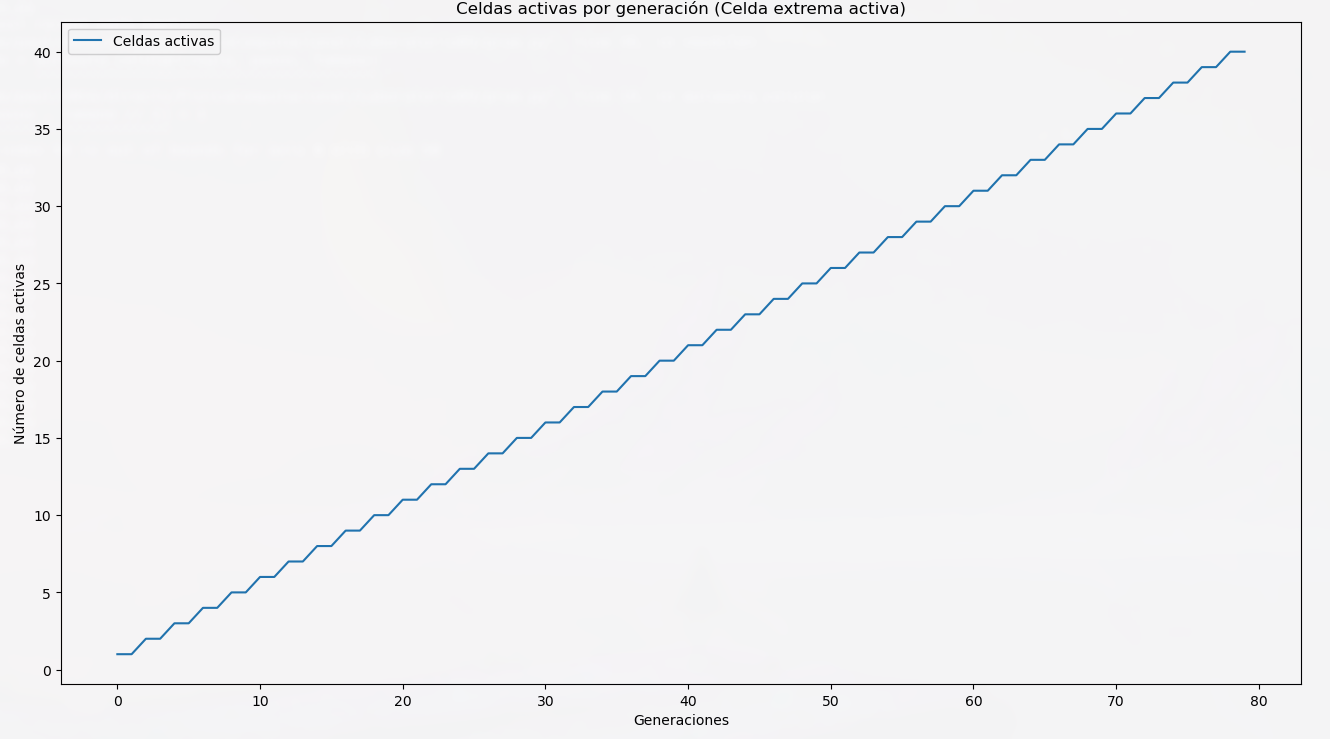 Celdas activas por generación (Celda extrema activa)
Celdas activas
40
35
30
25
20
15
10
5
0
Número de celdas activas
0 10 20 30 40 50 60 70 80
Generaciones